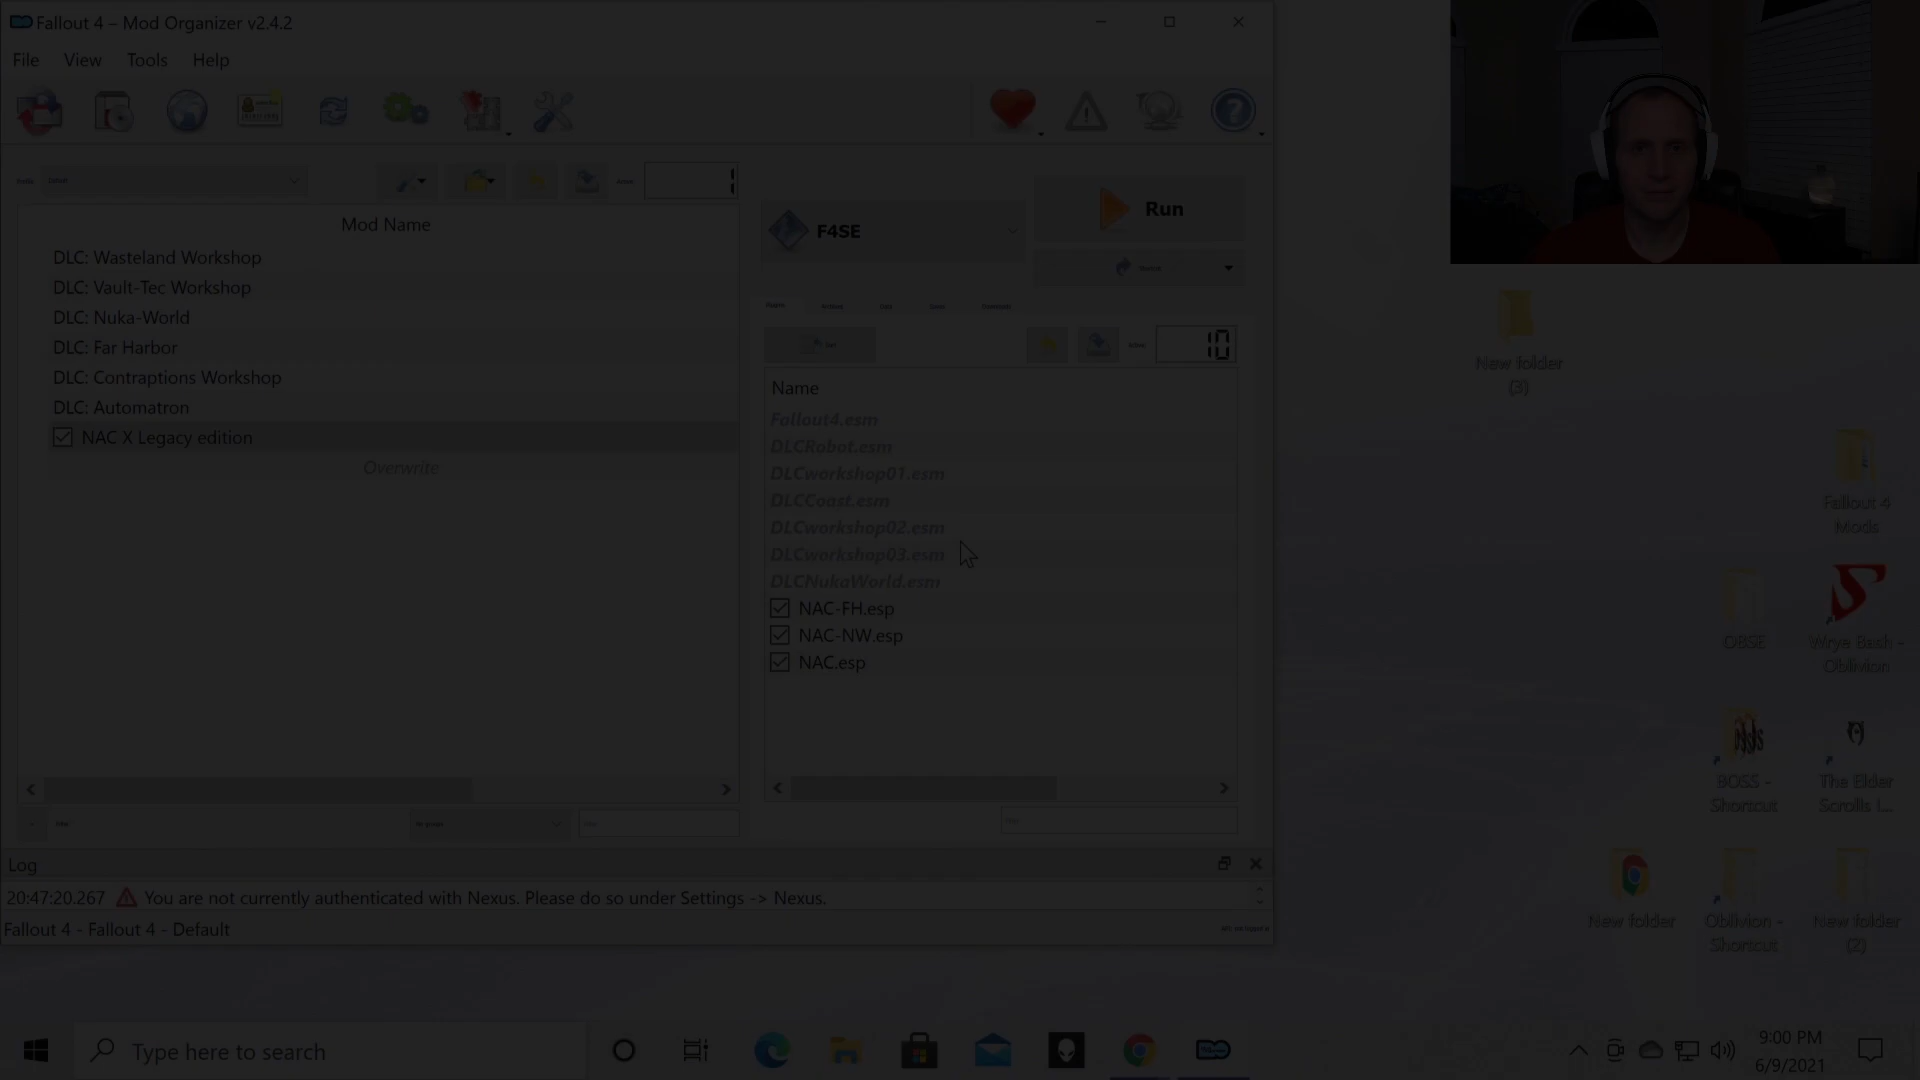 Fallout 4 – Mod Organizer v2.4.2
File View Tools Help
Default
1
Mod Name
DLC: Wasteland Workshop
DLC: Vault-Tec Workshop
DLC: Nuka-World
DLC: Far Harbor
DLC: Contraptions Workshop
DLC: Automatron
NAC X Legacy edition
Overwrite
F4SE
Run
10
Name
Fallout4.esm
DLCRobot.esm
DLCworkshop01.esm
DLCCoast.esm
DLCworkshop02.esm
DLCworkshop03.esm
DLCNukaWorld.esm
NAC-FH.esp
NAC-NW.esp
NAC.esp
Log
20:47:20.267 You are not currently authenticated with Nexus. Please do so under Settings -> Nexus.
Fallout 4 - Fallout 4 - Default
New folder
(3)
Fallout 4
Mods
OBSE
Wrye Bash -
Oblivion
BOSS -
Shortcut
The Elder
Scrolls I...
New folder
Oblivion -
Shortcut
New folder
(2)
Type here to search
9:00 PM
6/9/2021